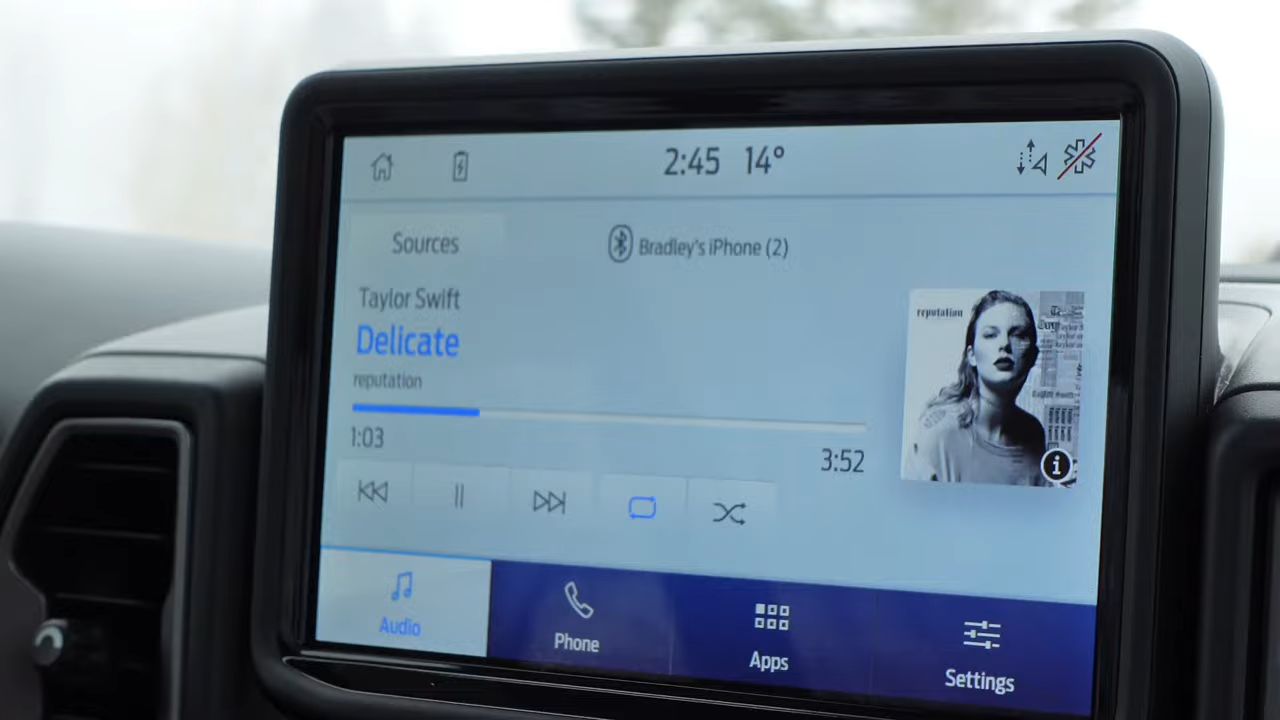 2:45 14°
Sources
Bradley's iPhone (2)
Taylor Swift
Delicate
reputation
1:03
3:52
reputation
Audio
Phone
Apps
Settings